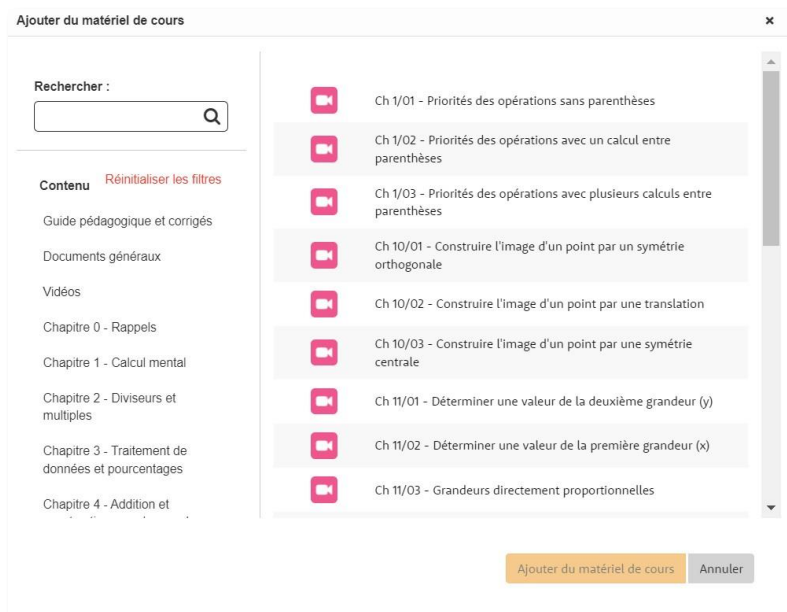 Ajouter du matériel de cours
×
Rechercher :
Contenu
Réinitialiser les filtres
Guide pédagogique et corrigés
Documents généraux
Vidéos
Chapitre 0 - Rappels
Chapitre 1 - Calcul mental
Chapitre 2 - Diviseurs et
multiples
Chapitre 3 - Traitement de
données et pourcentages
Chapitre 4 - Addition et
Ch 1/01 - Priorités des opérations sans parenthèses
Ch 1/02 - Priorités des opérations avec un calcul entre
parenthèses
Ch 1/03 - Priorités des opérations avec plusieurs calculs entre
parenthèses
Ch 10/01 - Construire l'image d'un point par un symétrie
orthogonale
Ch 10/02 - Construire l'image d'un point par une translation
Ch 10/03 - Construire l'image d'un point par une symétrie
centrale
Ch 11/01 - Déterminer une valeur de la deuxième grandeur (y)
Ch 11/02 - Déterminer une valeur de la première grandeur (x)
Ch 11/03 - Grandeurs directement proportionnelles
Ajouter du matériel de cours
Annuler